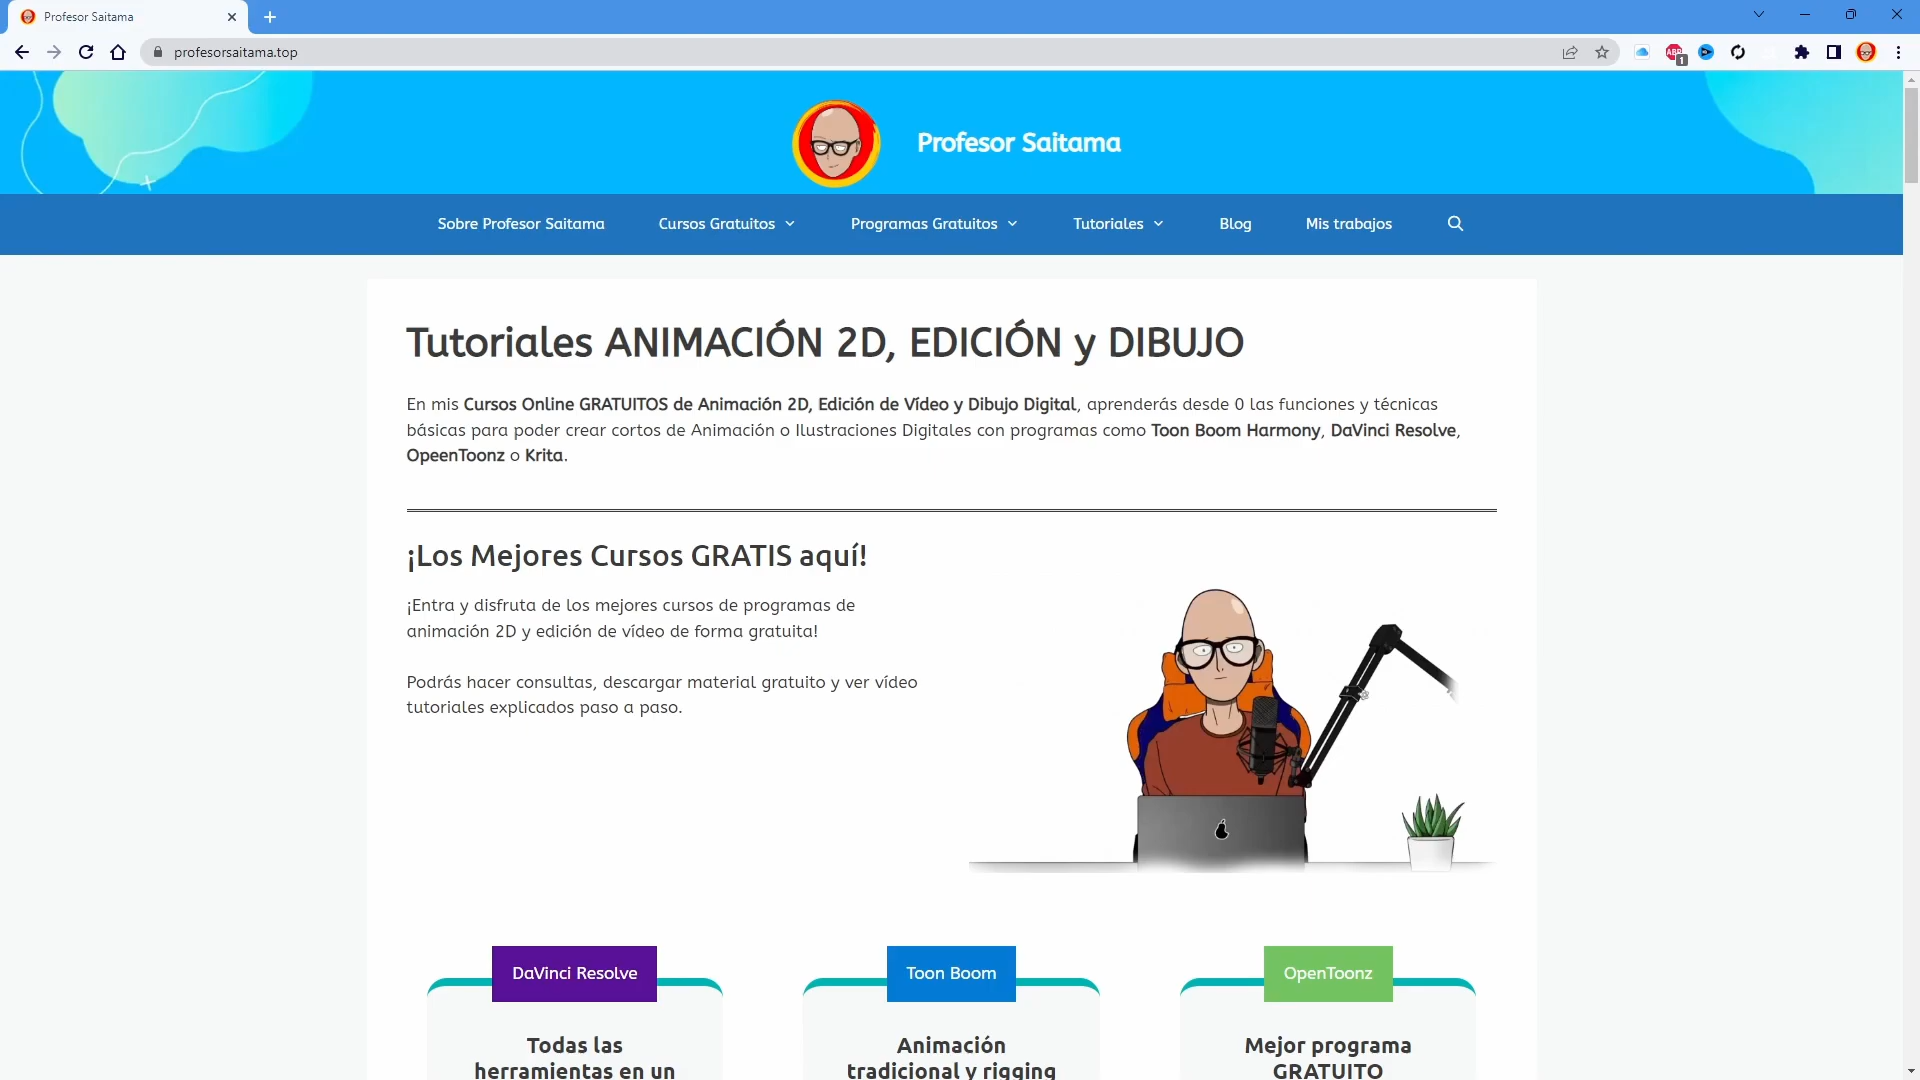 Profesor Saitama
profesorsaitama.top
ABP
1
Profesor Saitama
Sobre Profesor Saitama
Cursos Gratuitos
Programas Gratuitos
Tutoriales
Blog
Mis trabajos
Tutoriales ANIMACIÓN 2D, EDICIÓN y DIBUJO
En mis Cursos Online GRATUITOS de Animación 2D, Edición de Vídeo y Dibujo Digital, aprenderás desde 0 las funciones y técnicas
básicas para poder crear cortos de Animación o Ilustraciones Digitales con programas como Toon Boom Harmony, DaVinci Resolve,
OpeenToonz o Krita.
¡Los Mejores Cursos GRATIS aquí!
¡Entra y disfruta de los mejores cursos de programas de
animación 2D y edición de vídeo de forma gratuita!
Podrás hacer consultas, descargar material gratuito y ver vídeo
tutoriales explicados paso a paso.
DaVinci Resolve
Todas las
herramientas en un
Toon Boom
Animación
tradicional y rigging
OpenToonz
Mejor programa
GRATUITO